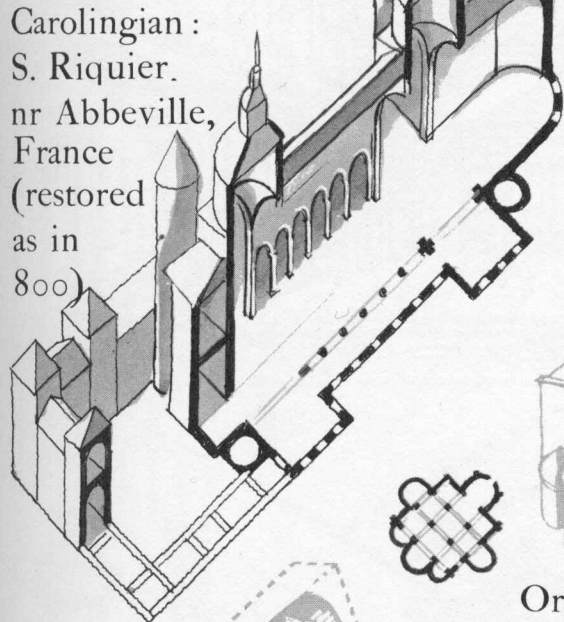 Carolingian :
S. Riquier.
nr Abbeville,
France
(restored
as in
800)
Or